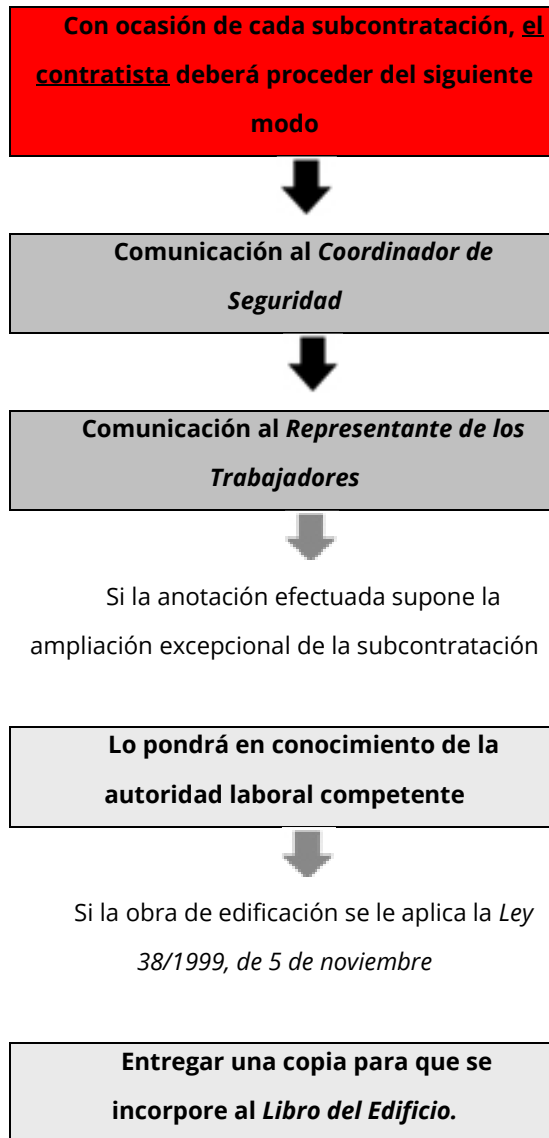 Con ocasión de cada subcontratación, el
contratista deberá proceder del siguiente
modo
Comunicación al Coordinador de
Seguridad
Comunicación al Representante de los
Trabajadores
Si la anotación efectuada supone la
ampliación excepcional de la subcontratación
Lo pondrá en conocimiento de la
autoridad laboral competente
Si la obra de edificación se le aplica la Ley
38/1999, de 5 de noviembre
Entregar una copia para que se
incorpore al Libro del Edificio.